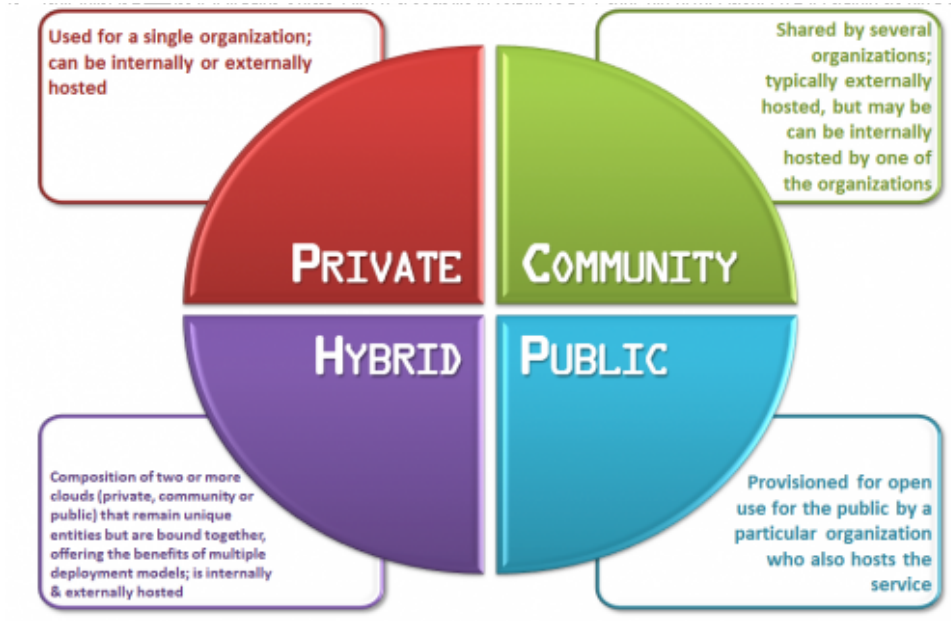 Used for a single organization;
can be internally or externally
hosted
Shared by several
organizations;
typically externally
hosted, but may be
can be internally
hosted by one of
the organizations
PRIVATE
COMMUNITY
HYBRID
PUBLIC
Composition of two or more
clouds (private, community or
public) that remain unique
entities but are bound together,
offering the benefits of multiple
deployment models; is internally
& externally hosted
Provisioned for open
use for the public by a
particular organization
who also hosts the
service